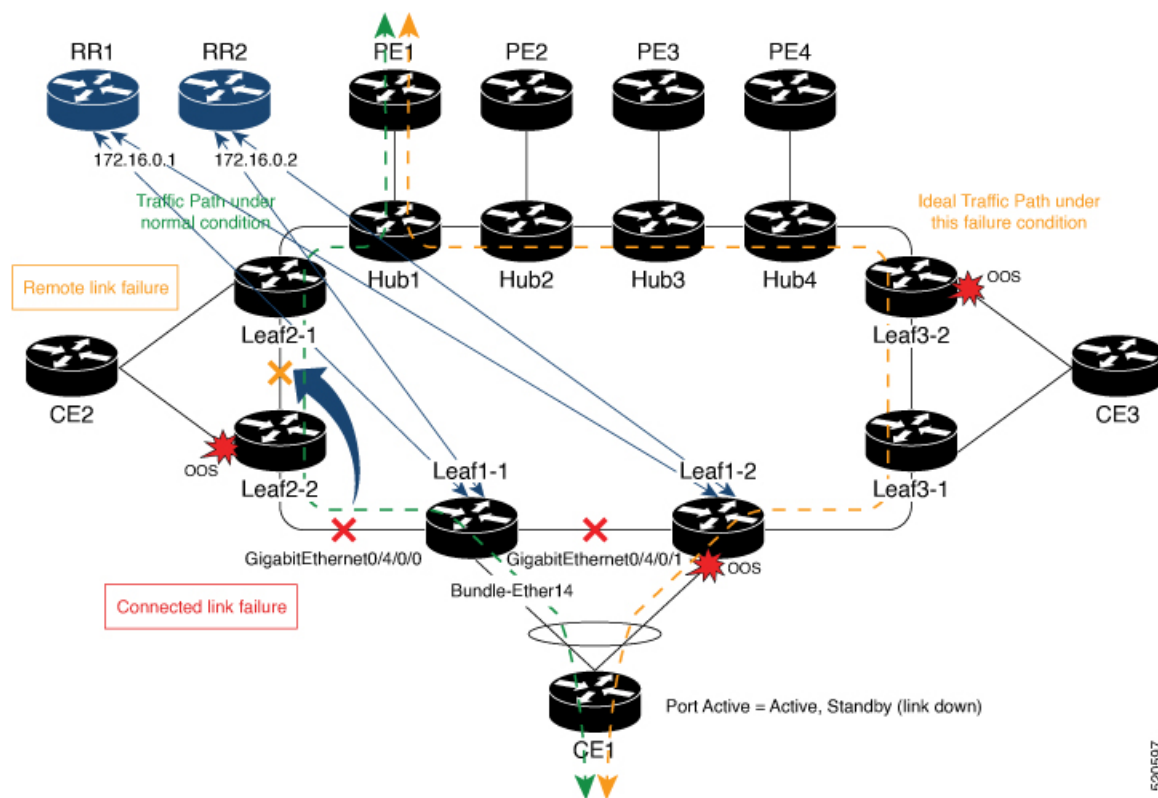 RR1
RR2
PE1
PE2
PE3
PE4
172.16.0.1
172.16.0.2
Traffic Path under
normal condition
Ideal Traffic Path under
this failure condition
Hub1
Hub2
Hub3
Hub4
Remote link failure
OOS
Leaf2-1
Leaf3-2
CE2
CE3
OOS
Leaf2-2
Leaf1-1
Leaf1-2
Leaf3-1
GigabitEthernet0/4/0/0
GigabitEthernet0/4/0/1
OOS
Bundle-Ether14
Connected link failure
Port Active = Active, Standby (link down)
CE1
520597